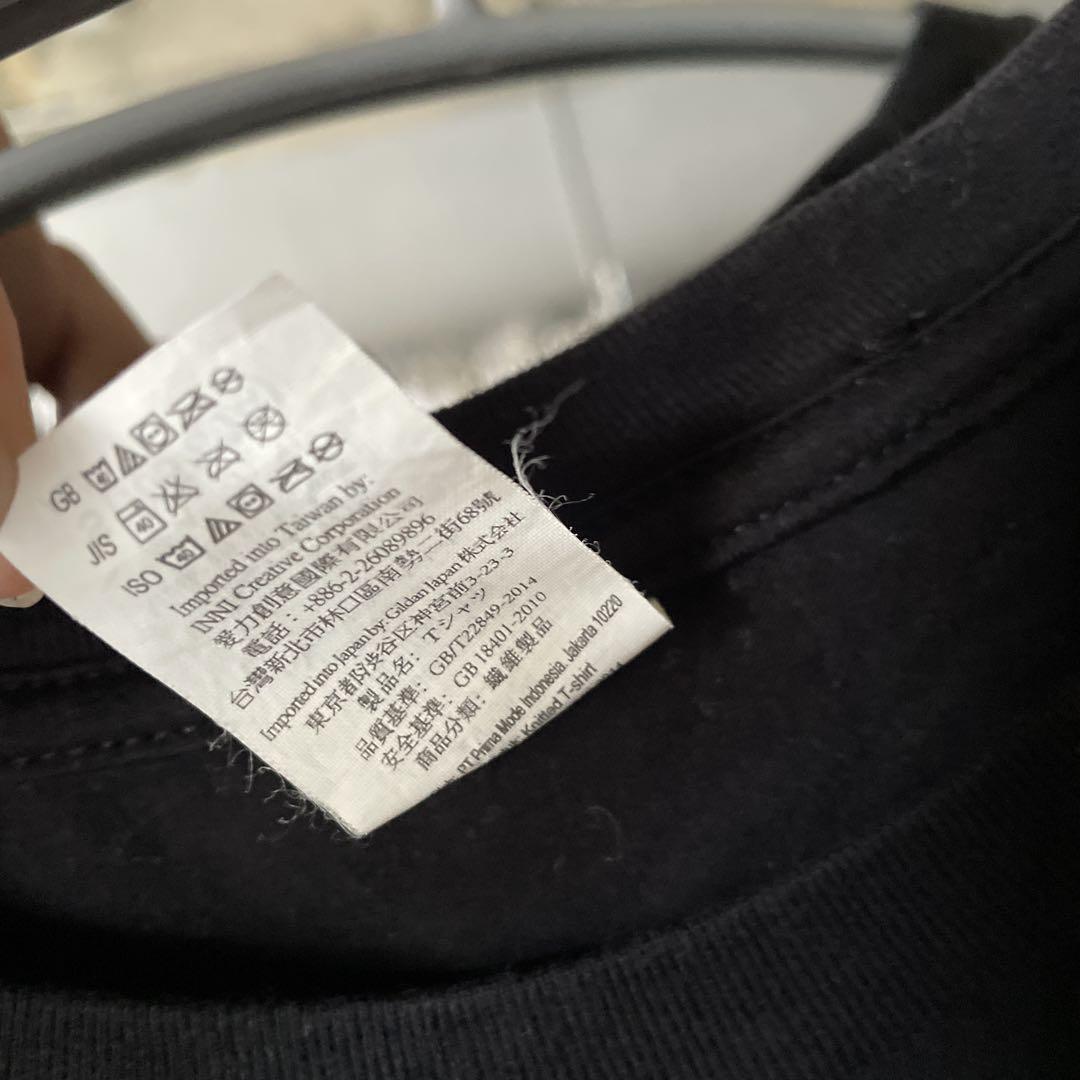 GB 40
JIS 40
ISO
Imported into Taiwan by:
INNI Creative Corporation
發力創意國際有限公司
電話：+886-2-26089896
台灣新北市林口區南勢二街68號
Imported into Japan by: Gildan Japan 株式会社
東京都渋谷区神宮前3-23-3
製品名：Tシャツ
品質基準：GB/T22849-2014
安全基準：GB 18401-2010
商品分類：纖維製品
PT Prima Mode Indonesia. Jakarta 10220
Knitted T-shirt